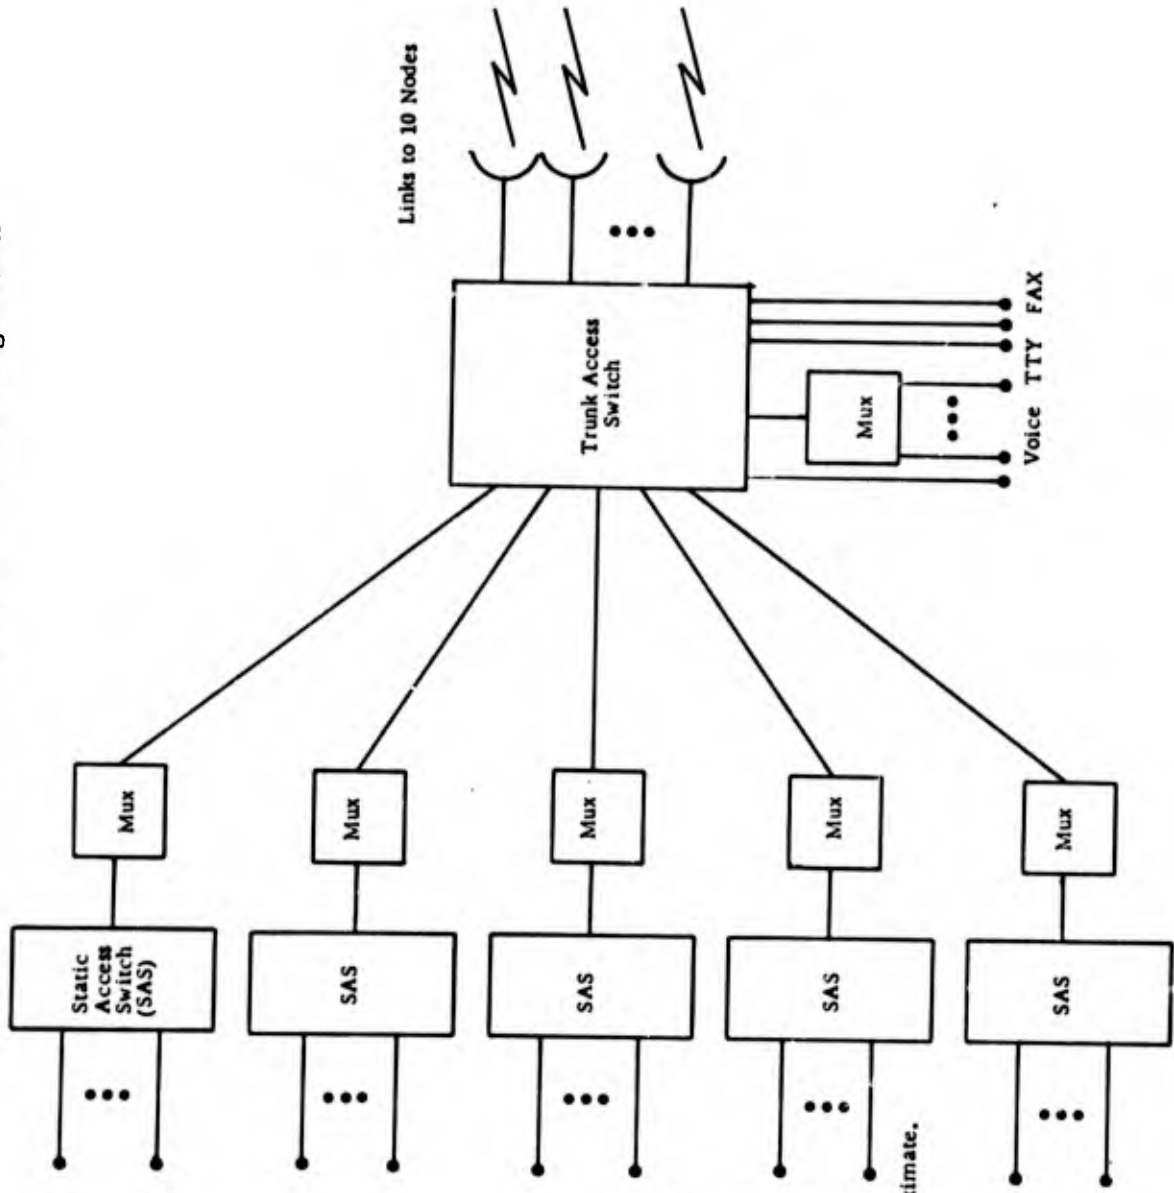 Links to 10 Nodes
Trunk Access
Switch
Mux
Voice TTY FAX
Mux
Mux
Mux
Mux
Mux
Static
Access
Switch
(SAS)
SAS
SAS
SAS
SAS